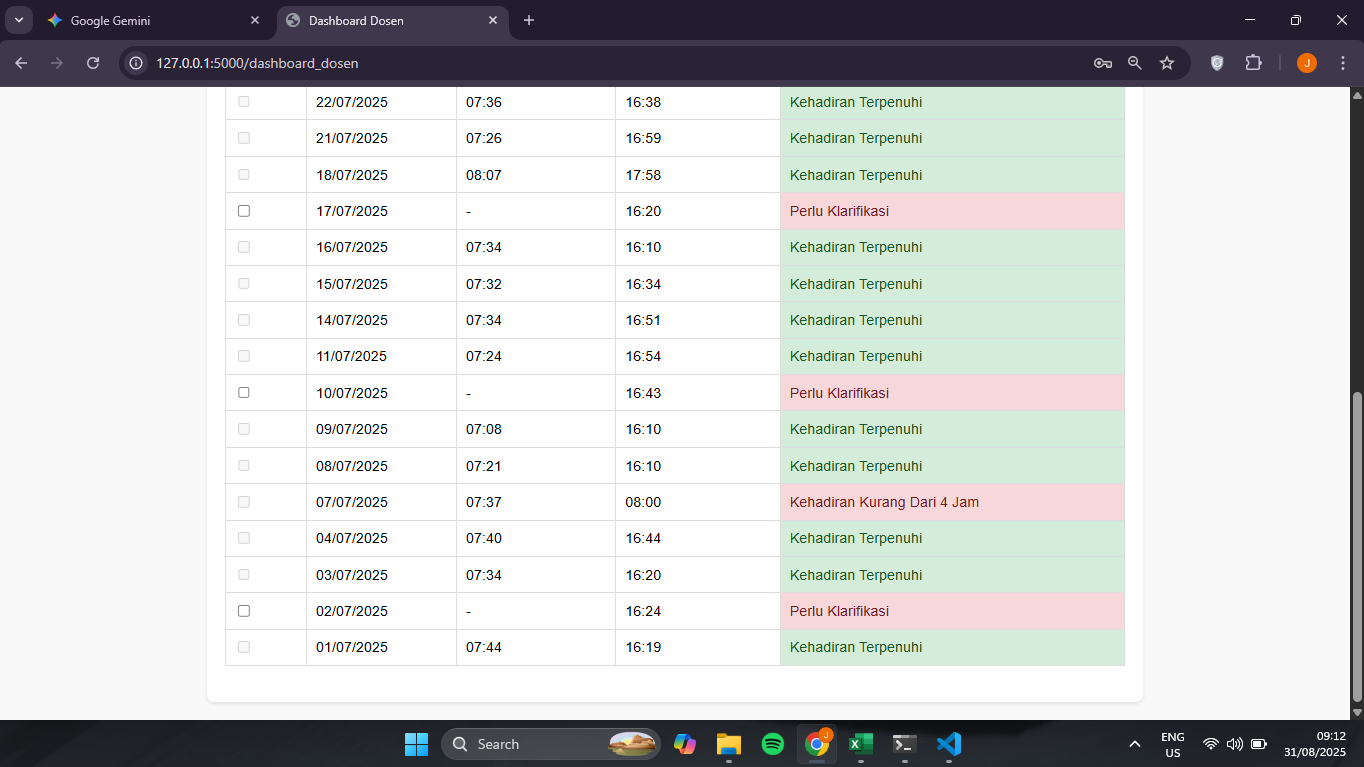 Google Gemini
Dashboard Dosen
127.0.0.1:5000/dashboard_dosen
J
22/07/2025 07:36 16:38 Kehadiran Terpenuhi
21/07/2025 07:26 16:59 Kehadiran Terpenuhi
18/07/2025 08:07 17:58 Kehadiran Terpenuhi
17/07/2025 - 16:20 Perlu Klarifikasi
16/07/2025 07:34 16:10 Kehadiran Terpenuhi
15/07/2025 07:32 16:34 Kehadiran Terpenuhi
14/07/2025 07:34 16:51 Kehadiran Terpenuhi
11/07/2025 07:24 16:54 Kehadiran Terpenuhi
10/07/2025 - 16:43 Perlu Klarifikasi
09/07/2025 07:08 16:10 Kehadiran Terpenuhi
08/07/2025 07:21 16:10 Kehadiran Terpenuhi
07/07/2025 07:37 08:00 Kehadiran Kurang Dari 4 Jam
04/07/2025 07:40 16:44 Kehadiran Terpenuhi
03/07/2025 07:34 16:20 Kehadiran Terpenuhi
02/07/2025 - 16:24 Perlu Klarifikasi
01/07/2025 07:44 16:19 Kehadiran Terpenuhi
Search
J
ENG
US
09:12
31/08/2025